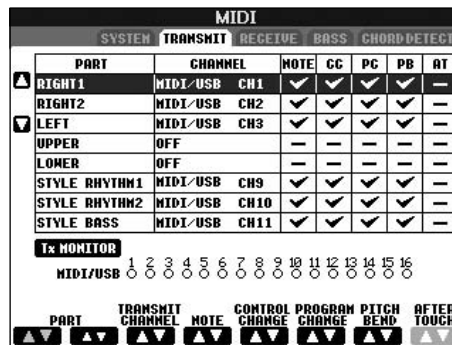 MIDI
SYSTEM TRANSMIT RECEIVE BASS CHORD DETECT
PART CHANNEL NOTE CC PC PB AT
RIGHT1 MIDI/USB CH1
RIGHT2 MIDI/USB CH2
LEFT MIDI/USB CH3
UPPER OFF
LOWER OFF
STYLE RHYTHM1 MIDI/USB CH9
STYLE RHYTHM2 MIDI/USB CH10
STYLE BASS MIDI/USB CH11
Tx MONITOR
1 2 3 4 5 6 7 8 9 10 11 12 13 14 15 16
MIDI/USB
PART TRANSMIT CHANNEL NOTE CONTROL CHANGE PROGRAM CHANGE PITCH BEND AFTER TOUCH